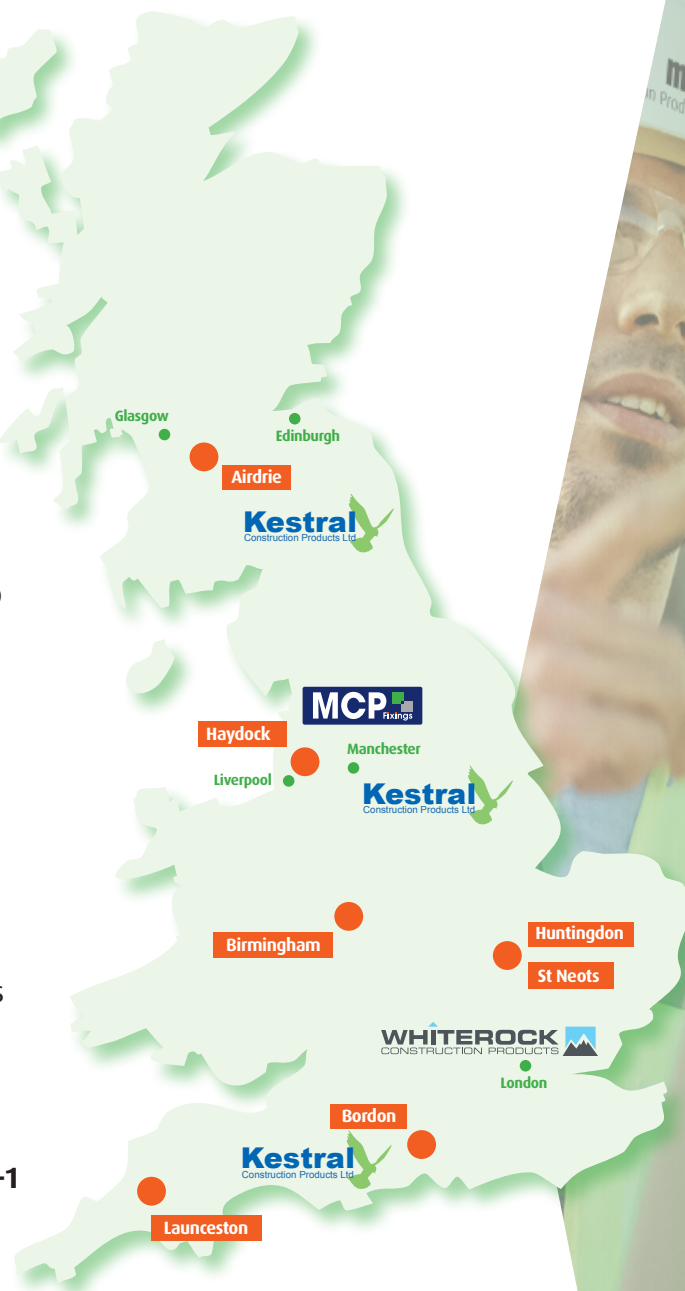 Glasgow
Edinburgh
Airdrie
Kestral
Construction Products Ltd
MCP
Fixings
Haydock
Manchester
Liverpool
Kestral
Construction Products Ltd
Birmingham
Huntingdon
St Neots
WHITEROCK
CONSTRUCTION PRODUCTS
London
Bordon
Kestral
Construction Products Ltd
-1
Launceston